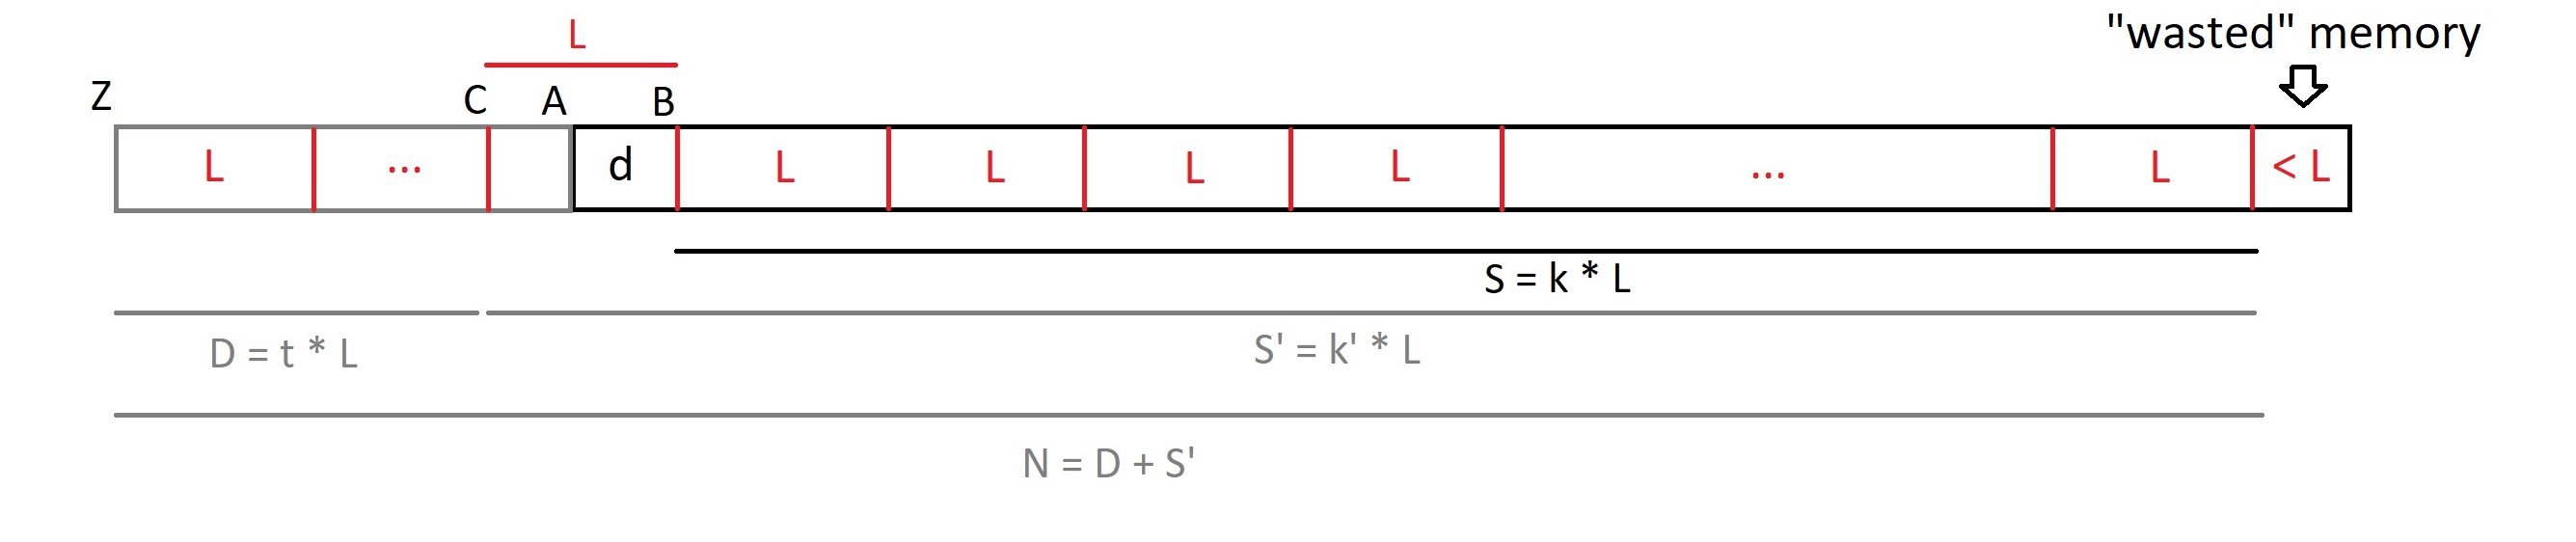 L
"wasted" memory
Z C A B
L ... d L L L L ... L < L
S = k * L
D = t * L S' = k' * L
N = D + S'